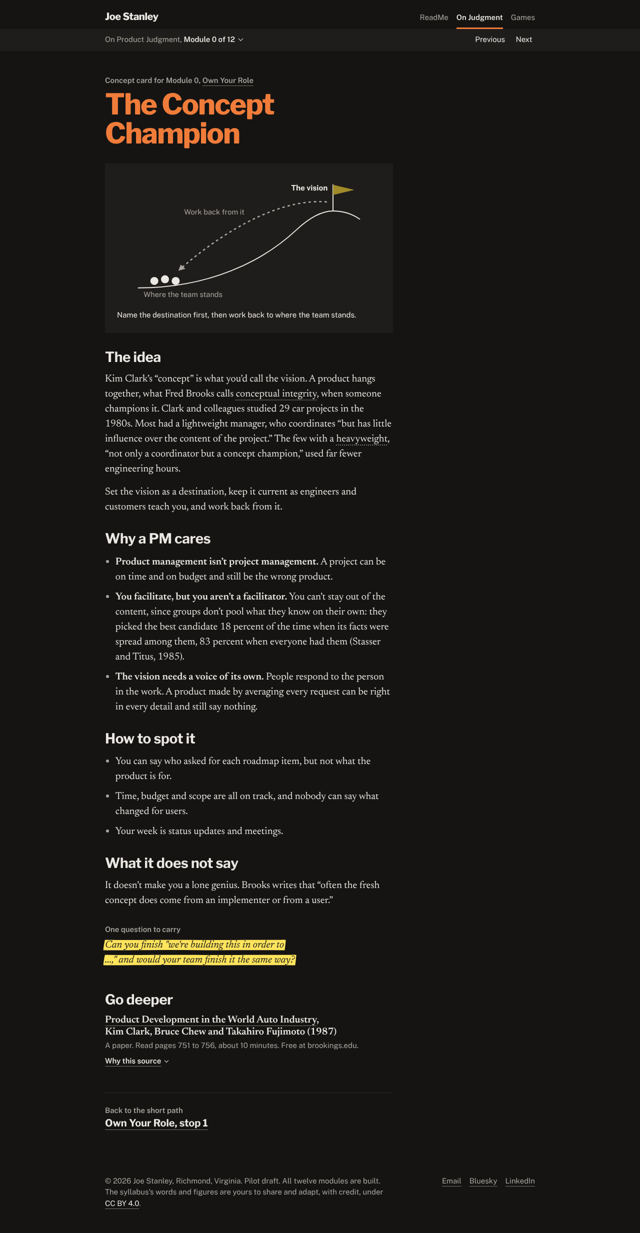 Joe Stanley
ReadMe On Judgment Games
On Product Judgment, Module 0 of 12
Previous Next
Concept card for Module 0, Own Your Role
The Concept
Champion
The vision
Work back from it
Where the team stands
Name the destination first, then work back to where the team stands.
The idea
Kim Clark’s “concept” is what you’d call the vision. A product hangs
together, what Fred Brooks calls conceptual integrity, when someone
champions it. Clark and colleagues studied 29 car projects in the
1980s. Most had a lightweight manager, who coordinates “but has little
influence over the content of the project.” The few with a heavyweight,
“not only a coordinator but a concept champion,” used far fewer
engineering hours.
Set the vision as a destination, keep it current as engineers and
customers teach you, and work back from it.
Why a PM cares
• Product management isn’t project management. A project can be
on time and on budget and still be the wrong product.
• You facilitate, but you aren’t a facilitator. You can’t stay out of the
content, since groups don’t pool what they know on their own: they
picked the best candidate 18 percent of the time when its facts were
spread among them, 83 percent when everyone had them (Stasser
and Titus, 1985).
• The vision needs a voice of its own. People respond to the person
in the work. A product made by averaging every request can be right
in every detail and still say nothing.
How to spot it
• You can say who asked for each roadmap item, but not what the
product is for.
• Time, budget and scope are all on track, and nobody can say what
changed for users.
• Your week is status updates and meetings.
What it does not say
It doesn’t make you a lone genius. Brooks writes that “often the fresh
concept does come from an implementer or from a user.”
One question to carry
Can you finish “we’re building this in order to
…,” and would your team finish it the same way?
Go deeper
Product Development in the World Auto Industry,
Kim Clark, Bruce Chew and Takahiro Fujimoto (1987)
A paper. Read pages 751 to 756, about 10 minutes. Free at brookings.edu.
Why this source
Back to the short path
Own Your Role, stop 1
© 2026 Joe Stanley, Richmond, Virginia. Pilot draft. All twelve modules are built.
The syllabus’s words and figures are yours to share and adapt, with credit, under
CC BY 4.0.
Email Bluesky LinkedIn